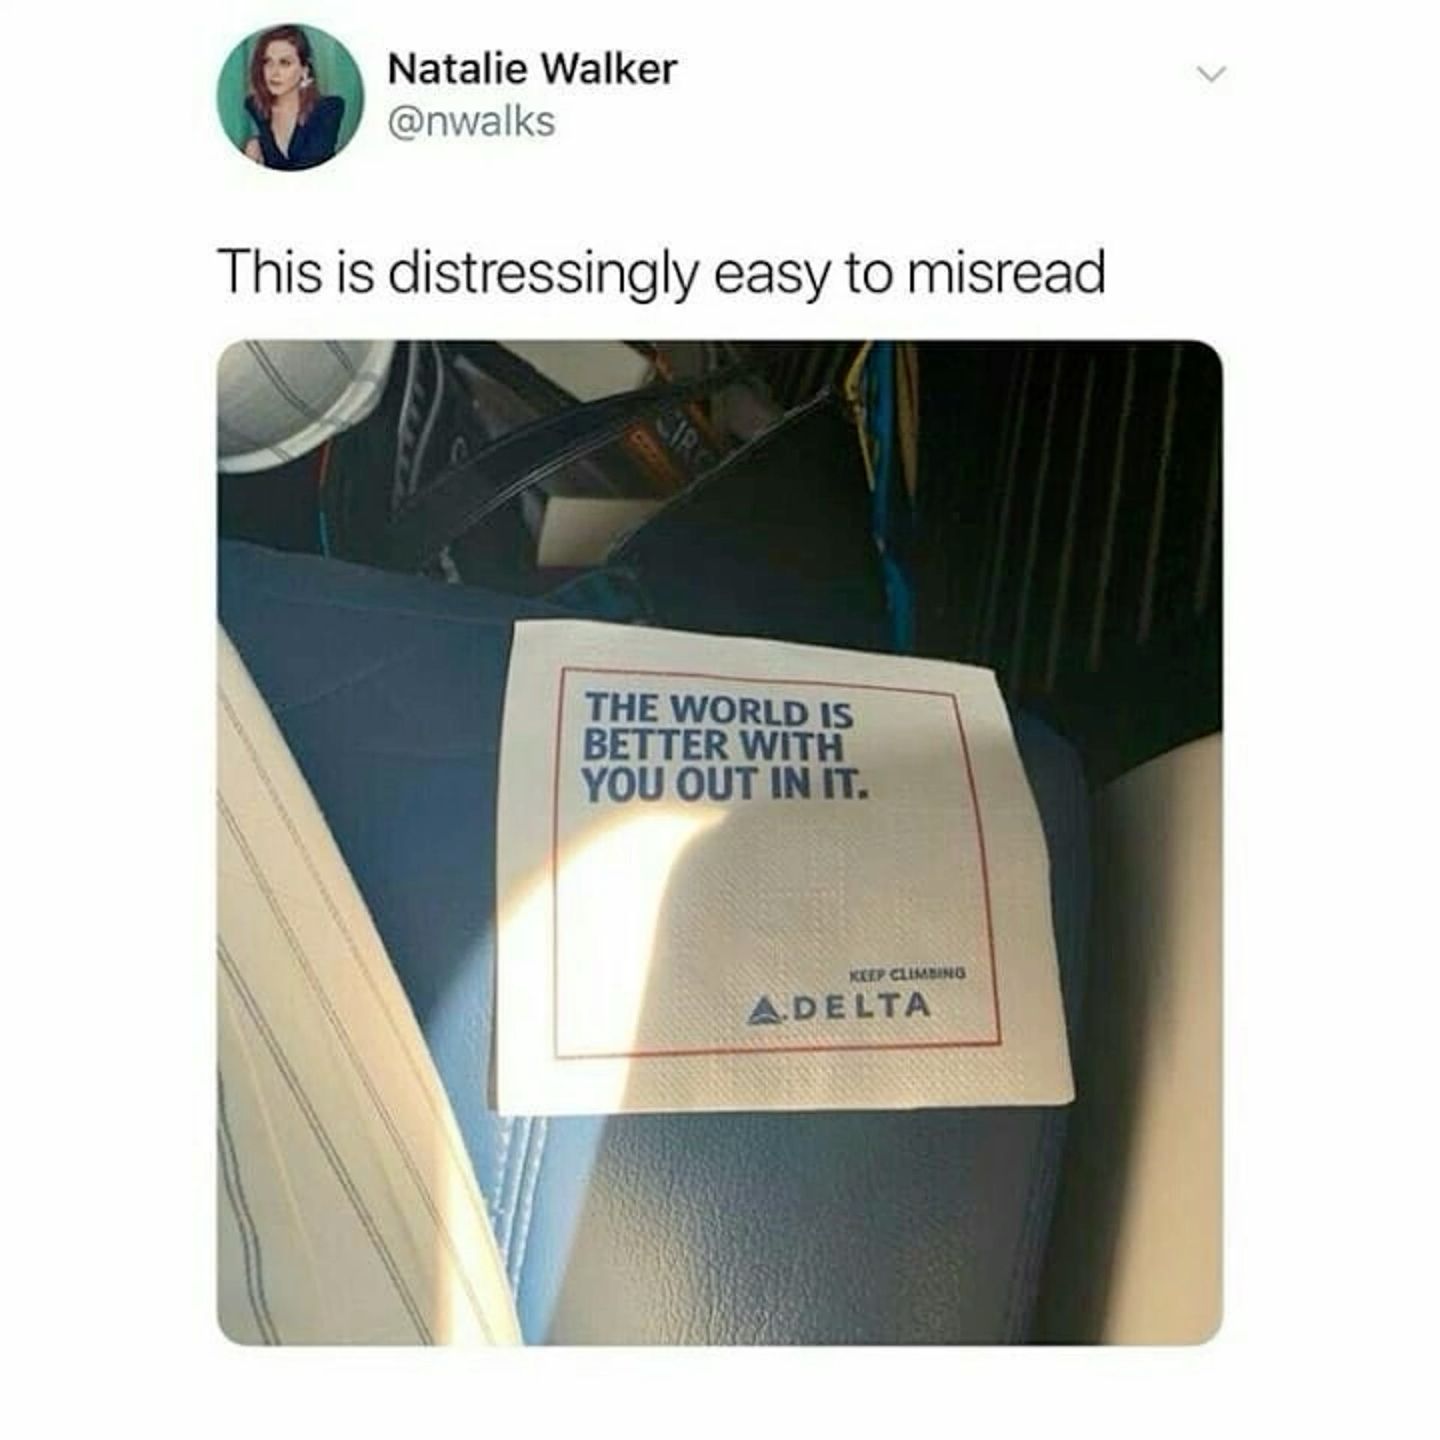 Natalie Walker
@nwalks
This is distressingly easy to misread
THE WORLD IS
BETTER WITH
YOU OUT IN IT.
KEEP CLIMBING
DELTA